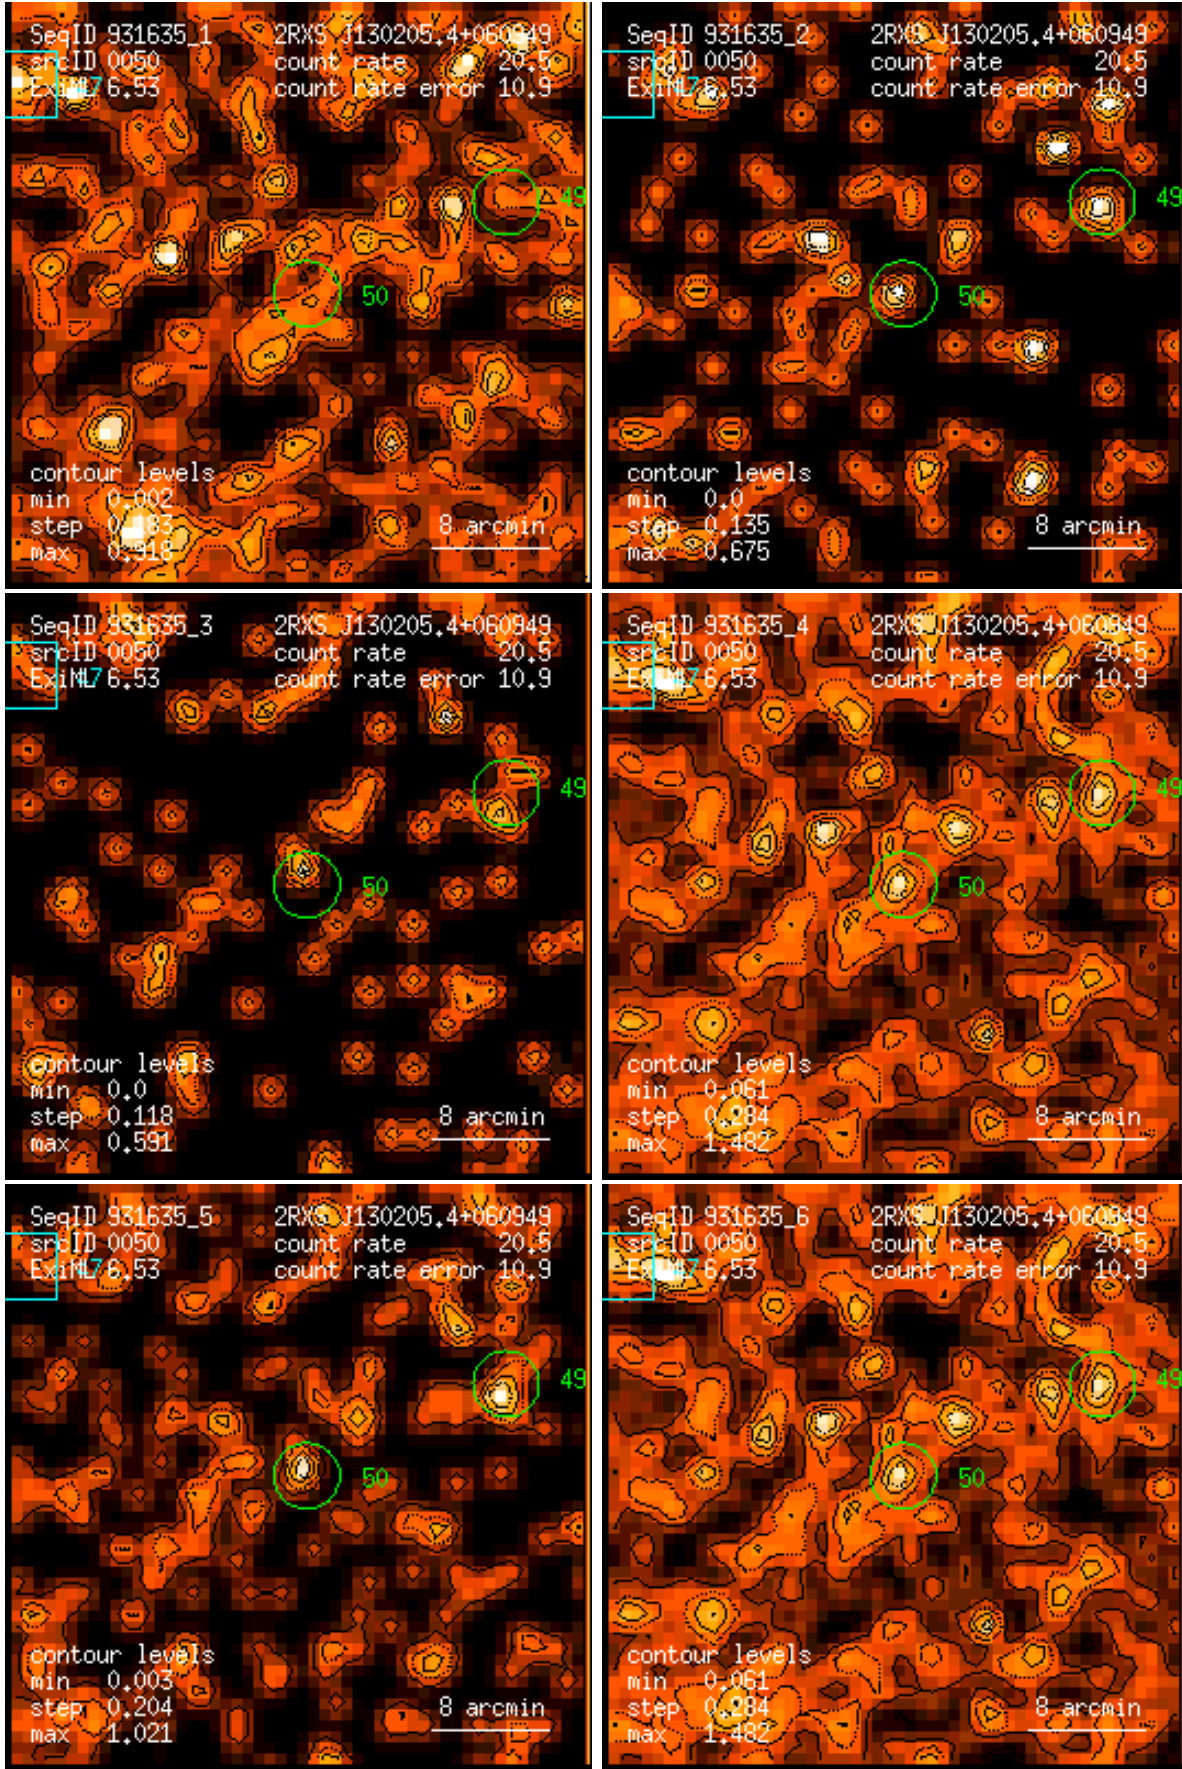 SeqID 931635_1 2RXS J130205.4+060949
srcID 0050 count rate 20.5
ExiML 6.53 count rate error 10.9
47
49
50
contour levels
min 0.002
step 0.183
max 0.918
8 arcmin
SeqID 931635_2 2RXS J130205.4+060949
srcID 0050 count rate 20.5
ExiML 6.53 count rate error 10.9
47
49
50
contour levels
min 0.0
step 0.135
max 0.675
8 arcmin
SeqID 931635_3 2RXS J130205.4+060949
srcID 0050 count rate 20.5
ExiML 6.53 count rate error 10.9
47
49
50
contour levels
min 0.0
step 0.118
max 0.591
8 arcmin
SeqID 931635_4 2RXS J130205.4+060949
srcID 0050 count rate 20.5
ExiML 6.53 count rate error 10.9
47
49
50
contour levels
min 0.061
step 0.284
max 1.482
8 arcmin
SeqID 931635_5 2RXS J130205.4+060949
srcID 0050 count rate 20.5
ExiML 6.53 count rate error 10.9
47
49
50
contour levels
min 0.003
step 0.204
max 1.021
8 arcmin
SeqID 931635_6 2RXS J130205.4+060949
srcID 0050 count rate 20.5
ExiML 6.53 count rate error 10.9
47
49
50
contour levels
min 0.061
step 0.284
max 1.482
8 arcmin